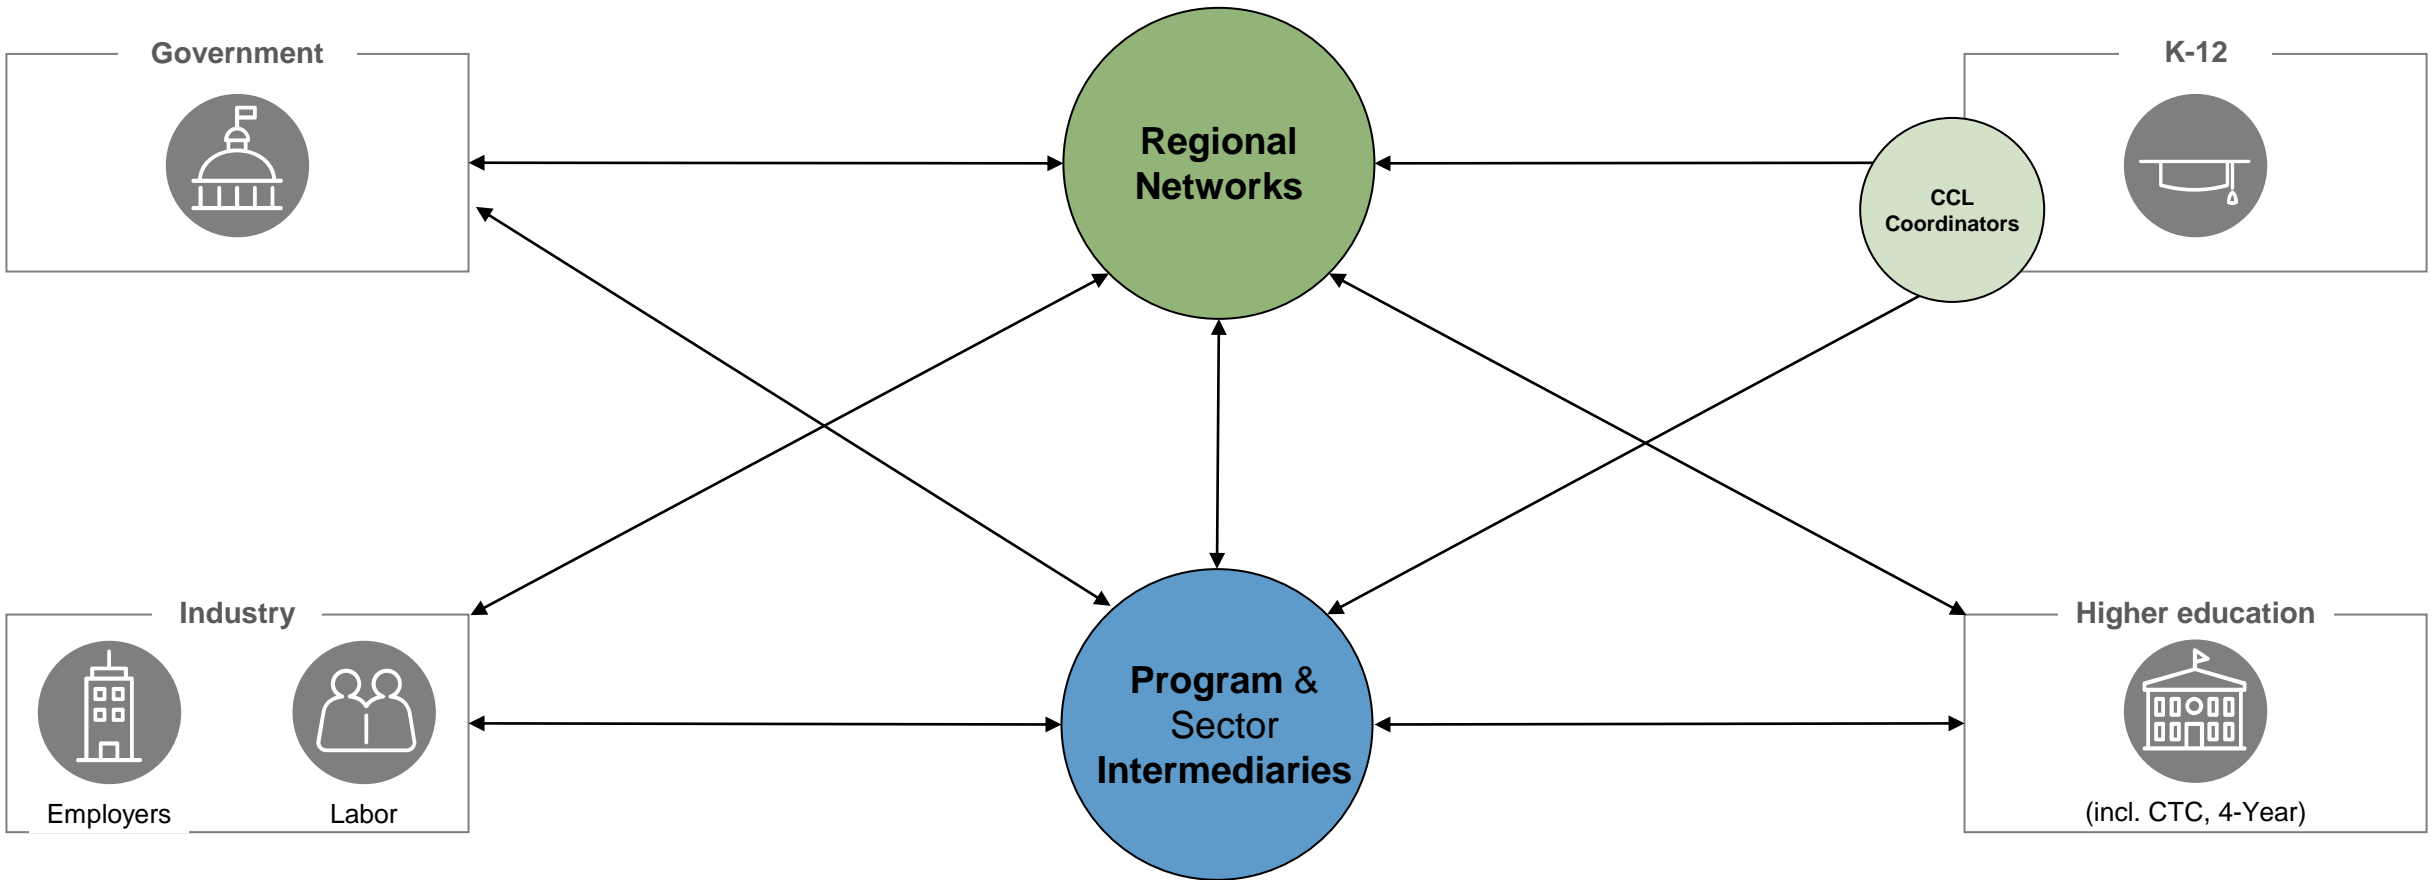 Government
Regional
Networks
K-12
CCL
Coordinators
Industry
Employers
Labor
Program &
Sector
Intermediaries
Higher education
(incl. CTC, 4-Year)